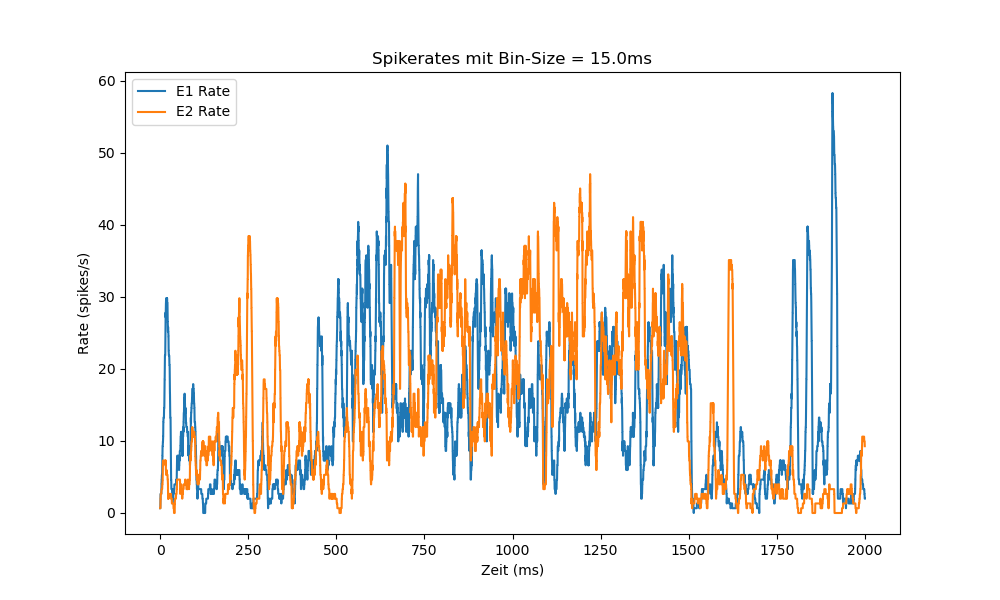 Spikerates mit Bin-Size = 15.0ms
E1 Rate
E2 Rate
Rate (spikes/s)
60
50
40
30
20
10
0
0 250 500 750 1000 1250 1500 1750 2000
Zeit (ms)